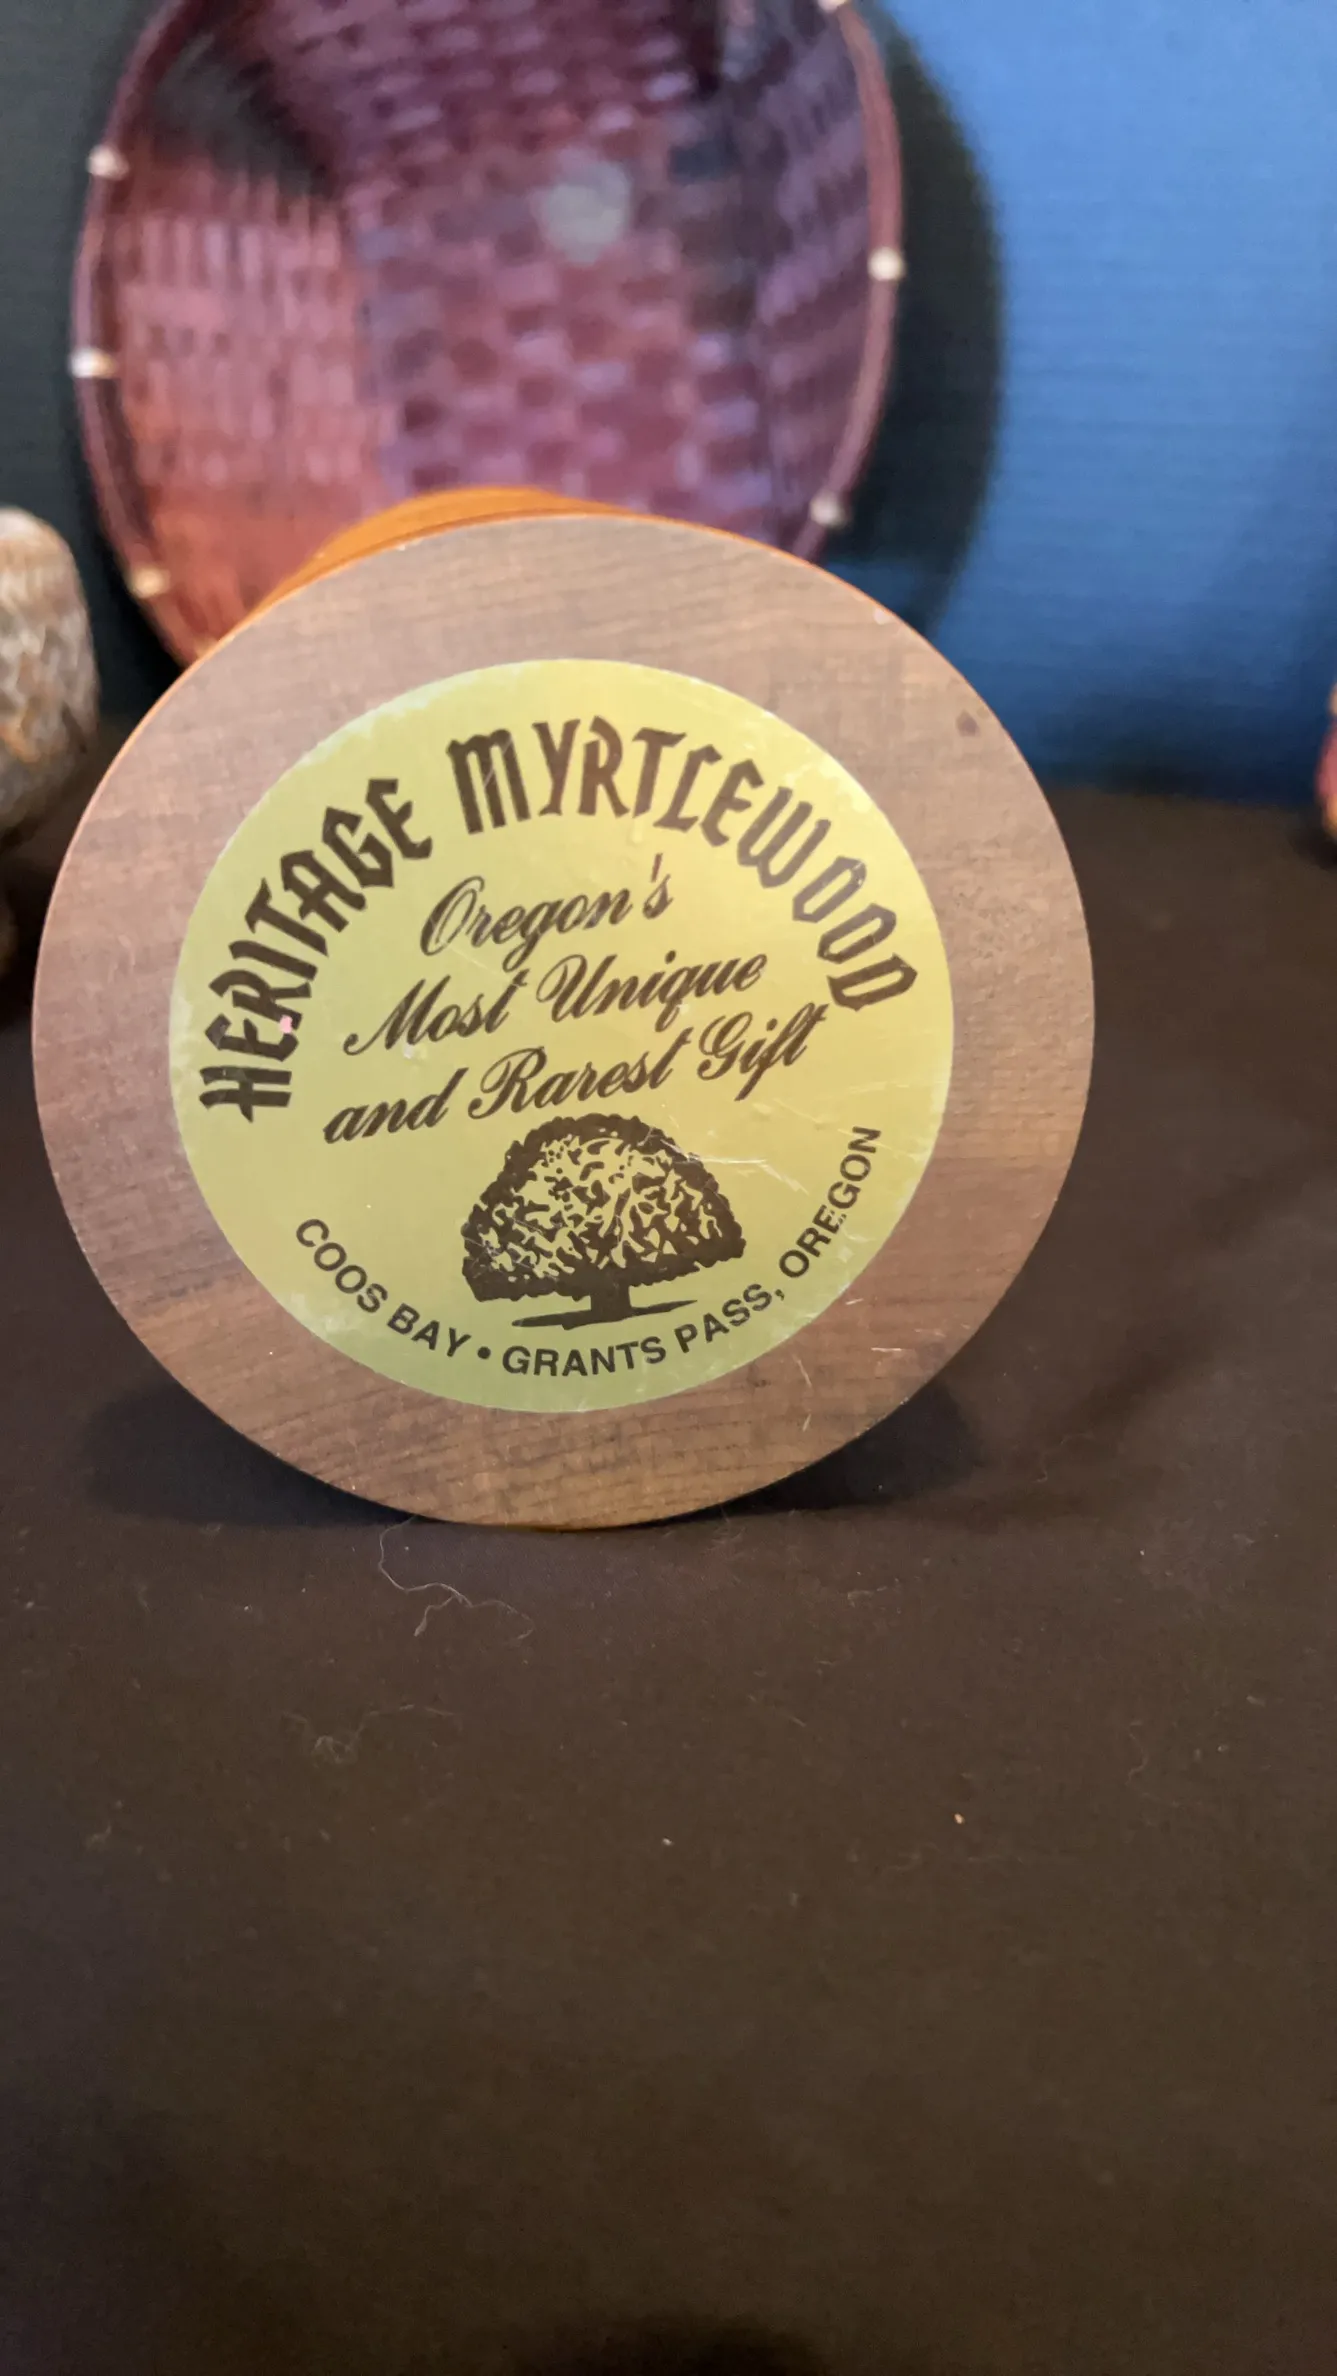 HERITAGE MYRTLEWOOD
Oregon's
Most Unique
and Rarest Gift
COOS BAY • GRANTS PASS, OREGON